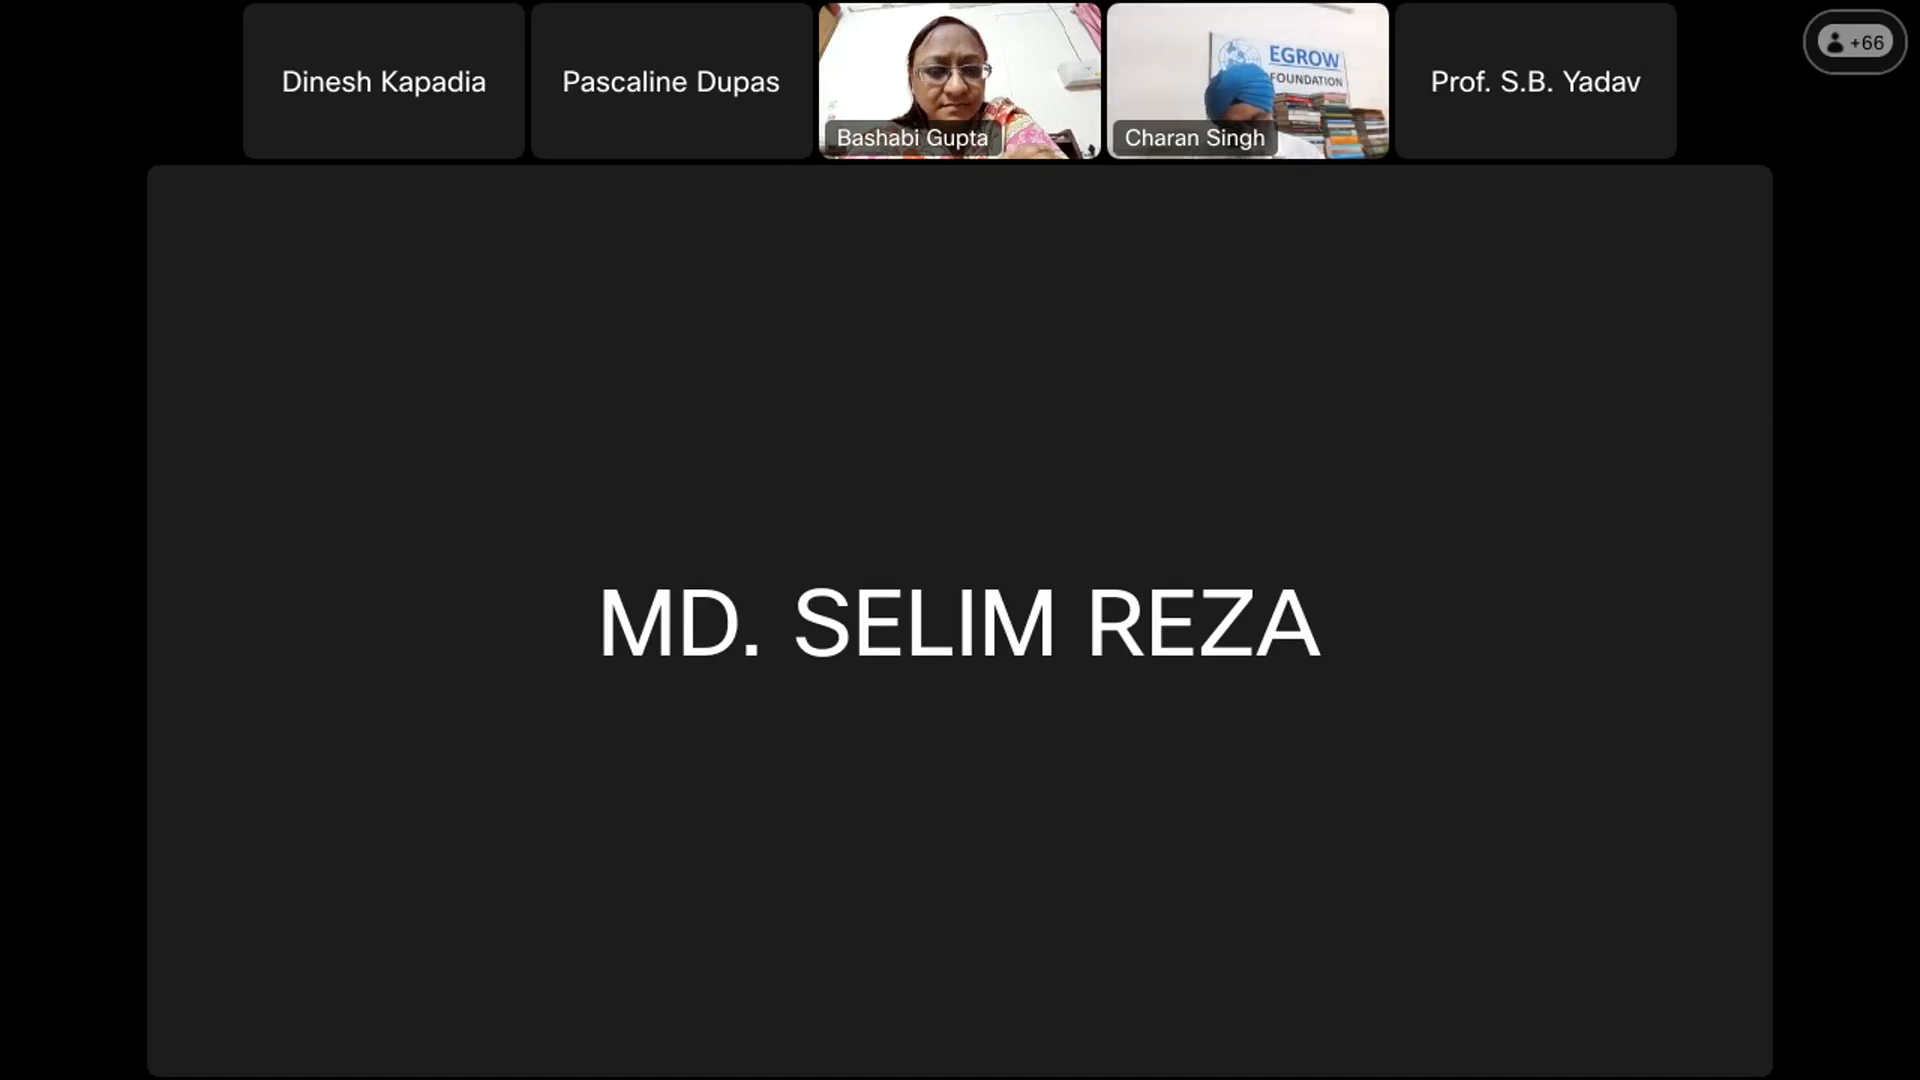 Dinesh Kapadia
Pascaline Dupas
Bashabi Gupta
EGROW
FOUNDATION
Charan Singh
Prof. S.B. Yadav
+66
MD. SELIM REZA